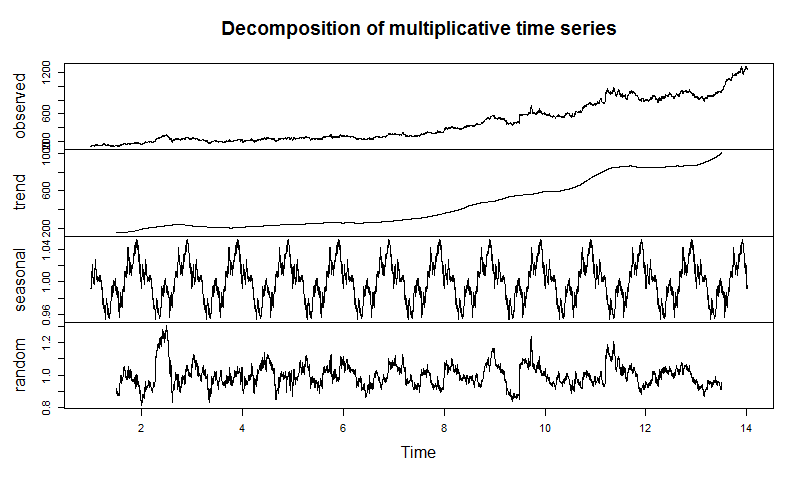 Decomposition of multiplicative time series
observed
200 600 1200
trend
200 600 1000
seasonal
0.96 1.00 1.04
random
0.8 1.0 1.2
2 4 6 8 10 12 14
Time